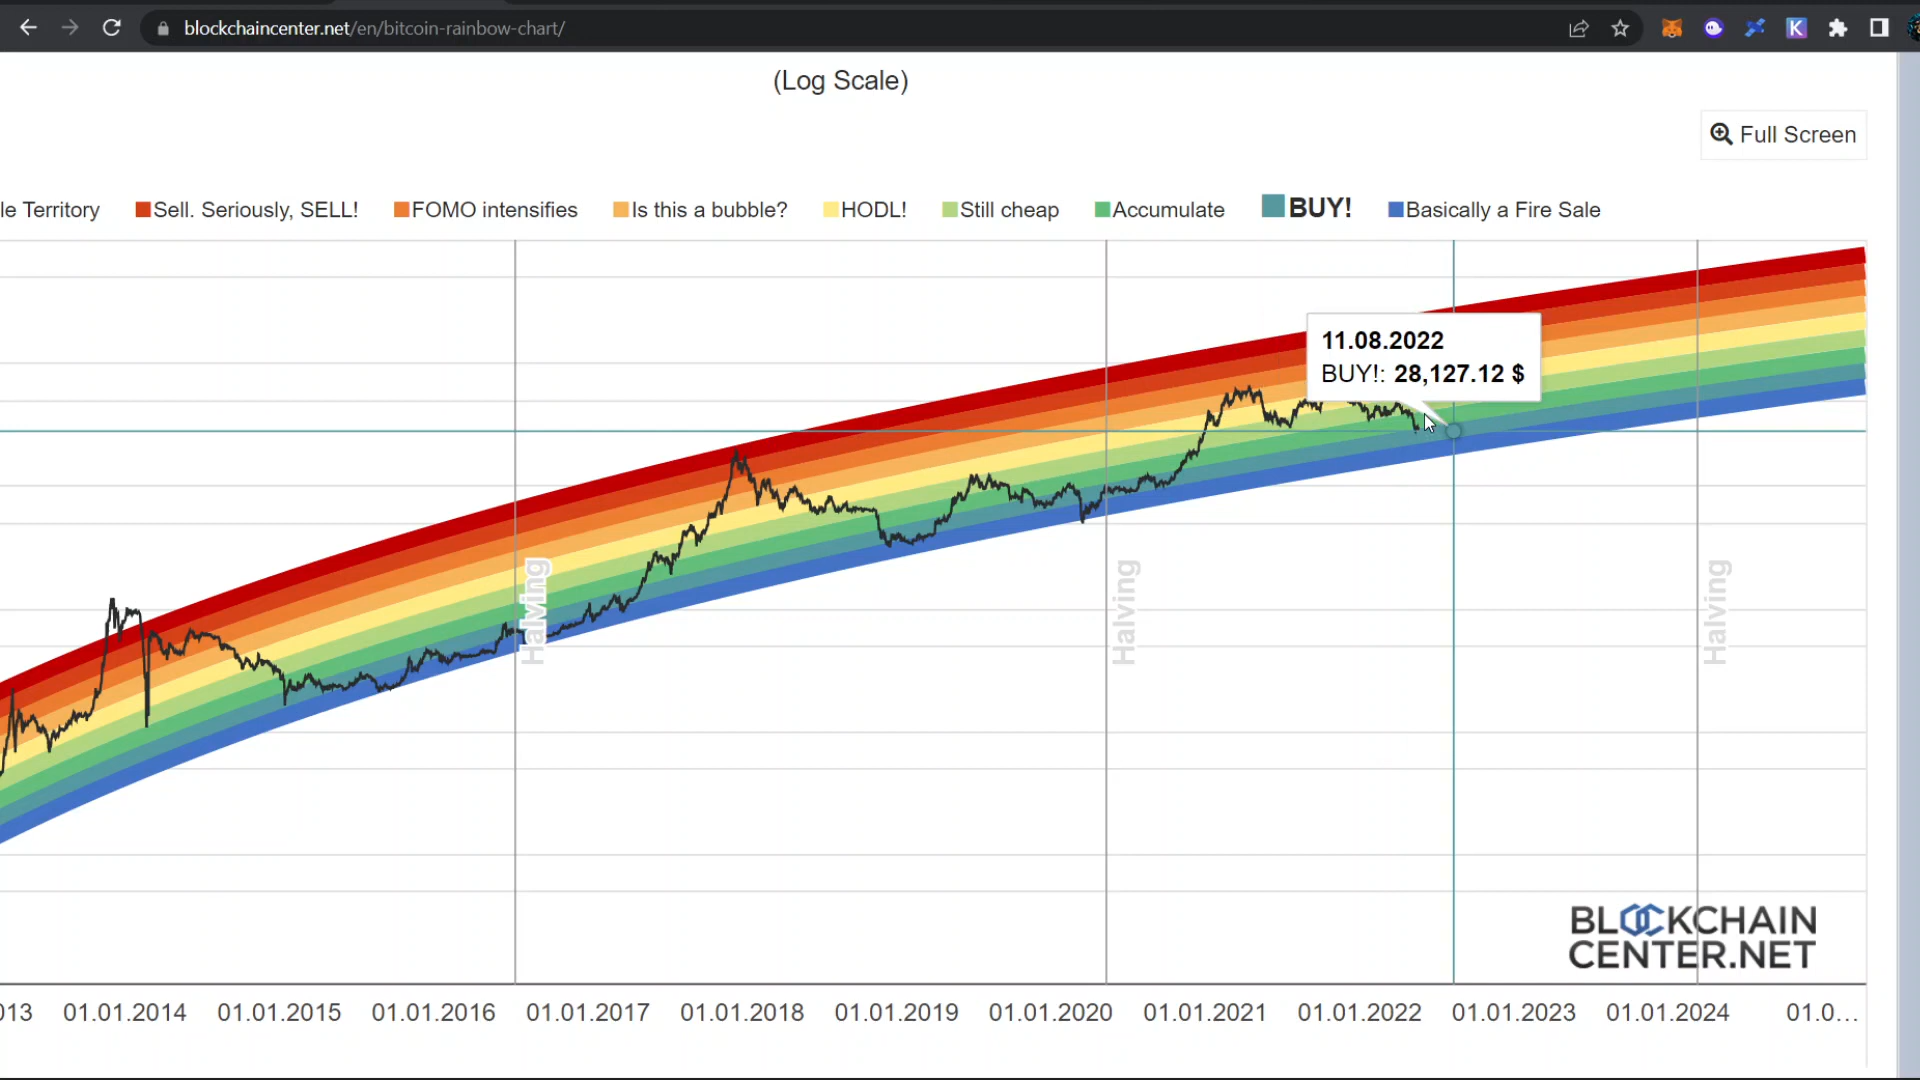 blockchaincenter.net/en/bitcoin-rainbow-chart/
K
(Log Scale)
Full Screen
le Territory Sell. Seriously, SELL! FOMO intensifies Is this a bubble? HODL! Still cheap Accumulate BUY! Basically a Fire Sale
11.08.2022
BUY!: 28,127.12 $
Halving
Halving
Halving
BLOCKCHAIN
CENTER.NET
013 01.01.2014 01.01.2015 01.01.2016 01.01.2017 01.01.2018 01.01.2019 01.01.2020 01.01.2021 01.01.2022 01.01.2023 01.01.2024 01.0...